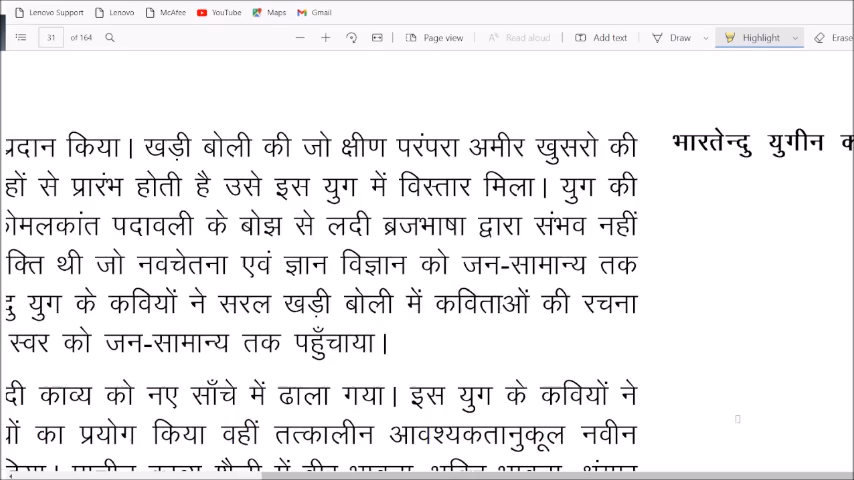 Lenovo Support Lenovo McAfee YouTube Maps Gmail
31 of 164 Page view Read aloud Add text Draw Highlight Erase
प्रदान किया। खड़ी बोली की जो क्षीण परंपरा अमीर खुसरो की
भारतेन्दु युगीन
से प्रारंभ होती है उसे इस युग में विस्तार मिला। युग की
पदावली के बोझ से लदी ब्रजभाषा द्वारा संभव नहीं
थी जो नवचेतना एवं ज्ञान विज्ञान को जन-सामान्य तक
युग के कवियों ने सरल खड़ी बोली में कविताओं की रचना
स्वर को जन-सामान्य तक पहुँचाया।
काव्य को नए साँचे में ढाला गया। इस युग के कवियों ने
का प्रयोग किया वहीं तत्कालीन आवश्यकतानुकूल नवीन